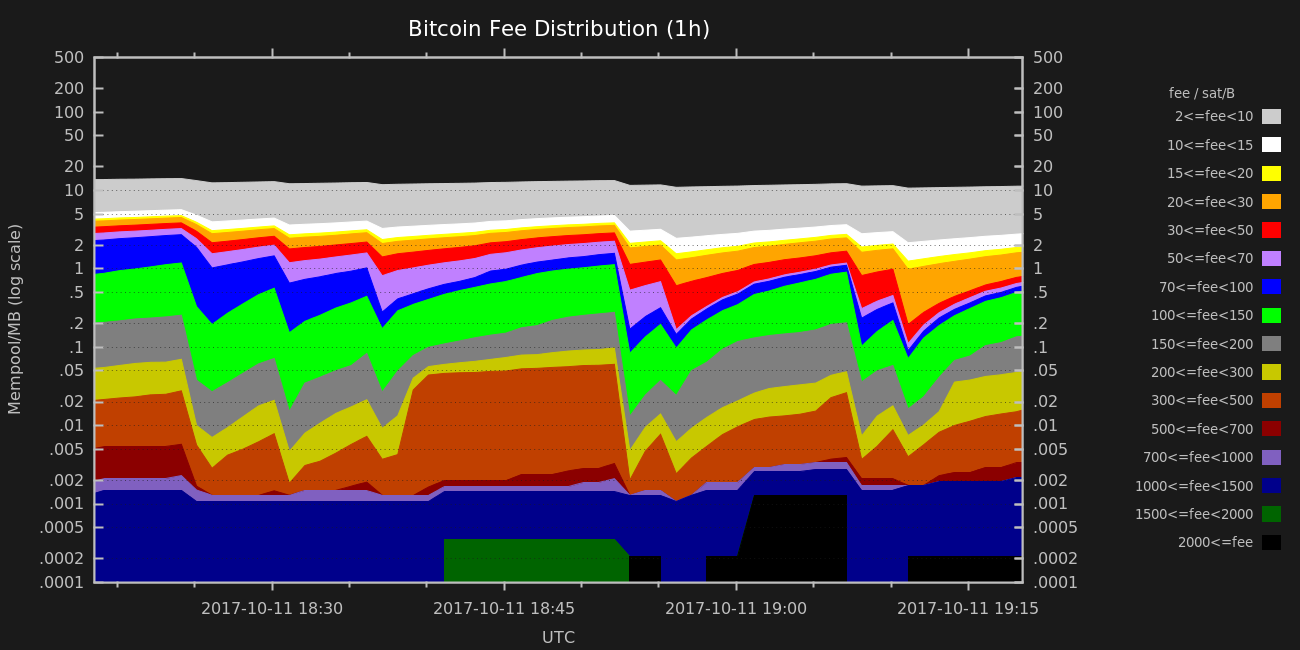 Bitcoin Fee Distribution (1h)
500
200
100
50
20
10
5
2
1
.5
.2
.1
.05
.02
.01
.005
.002
.001
.0005
.0002
.0001
Mempool/MB (log scale)
500
200
100
50
20
10
5
2
1
.5
.2
.1
.05
.02
.01
.005
.002
.001
.0005
.0002
.0001
2017-10-11 18:30
2017-10-11 18:45
2017-10-11 19:00
2017-10-11 19:15
UTC
fee / sat/B
2<=fee<10
10<=fee<15
15<=fee<20
20<=fee<30
30<=fee<50
50<=fee<70
70<=fee<100
100<=fee<150
150<=fee<200
200<=fee<300
300<=fee<500
500<=fee<700
700<=fee<1000
1000<=fee<1500
1500<=fee<2000
2000<=fee